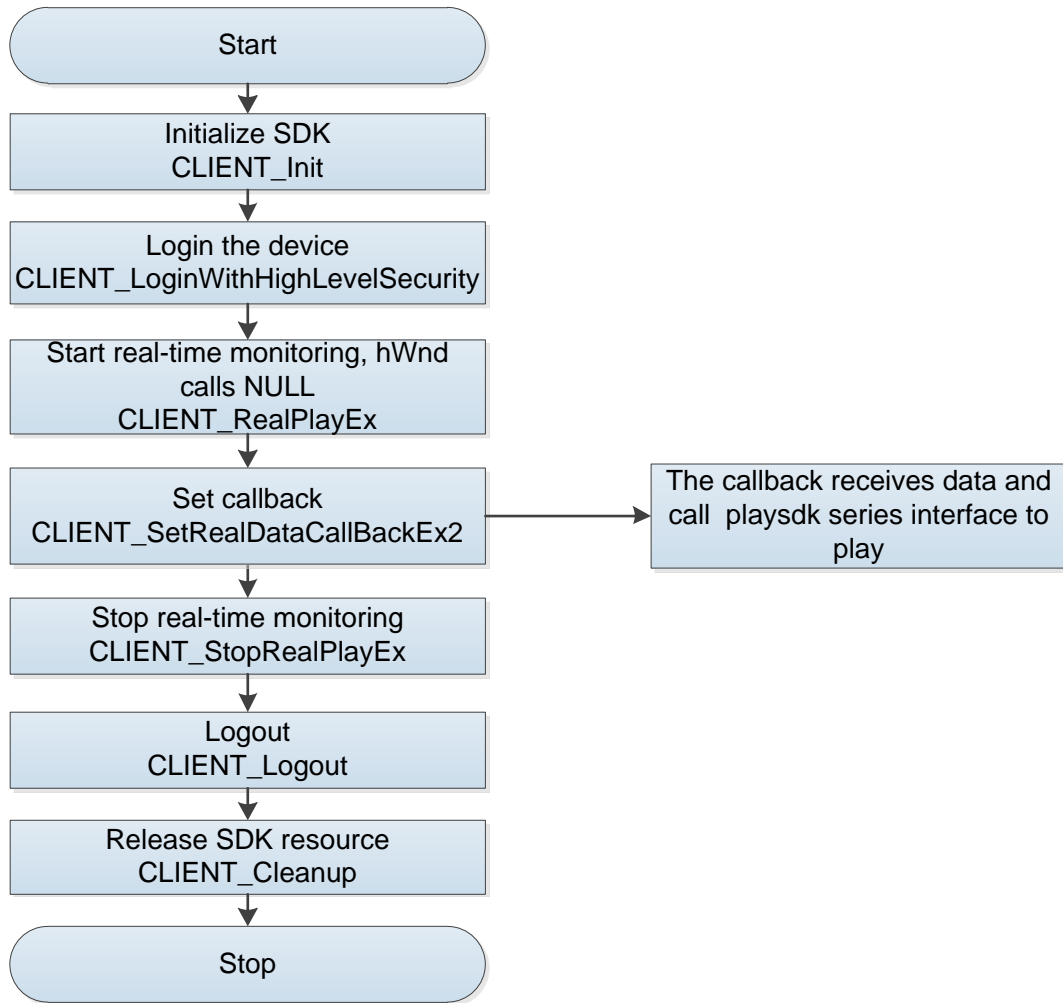 Start
Initialize SDK
CLIENT_Init
Login the device
CLIENT_LoginWithHighLevelSecurity
Start real-time monitoring, hWnd
calls NULL
CLIENT_RealPlayEx
Set callback
CLIENT_SetRealDataCallBackEx2
The callback receives data and
call playsdk series interface to
play
Stop real-time monitoring
CLIENT_StopRealPlayEx
Logout
CLIENT_Logout
Release SDK resource
CLIENT_Cleanup
Stop